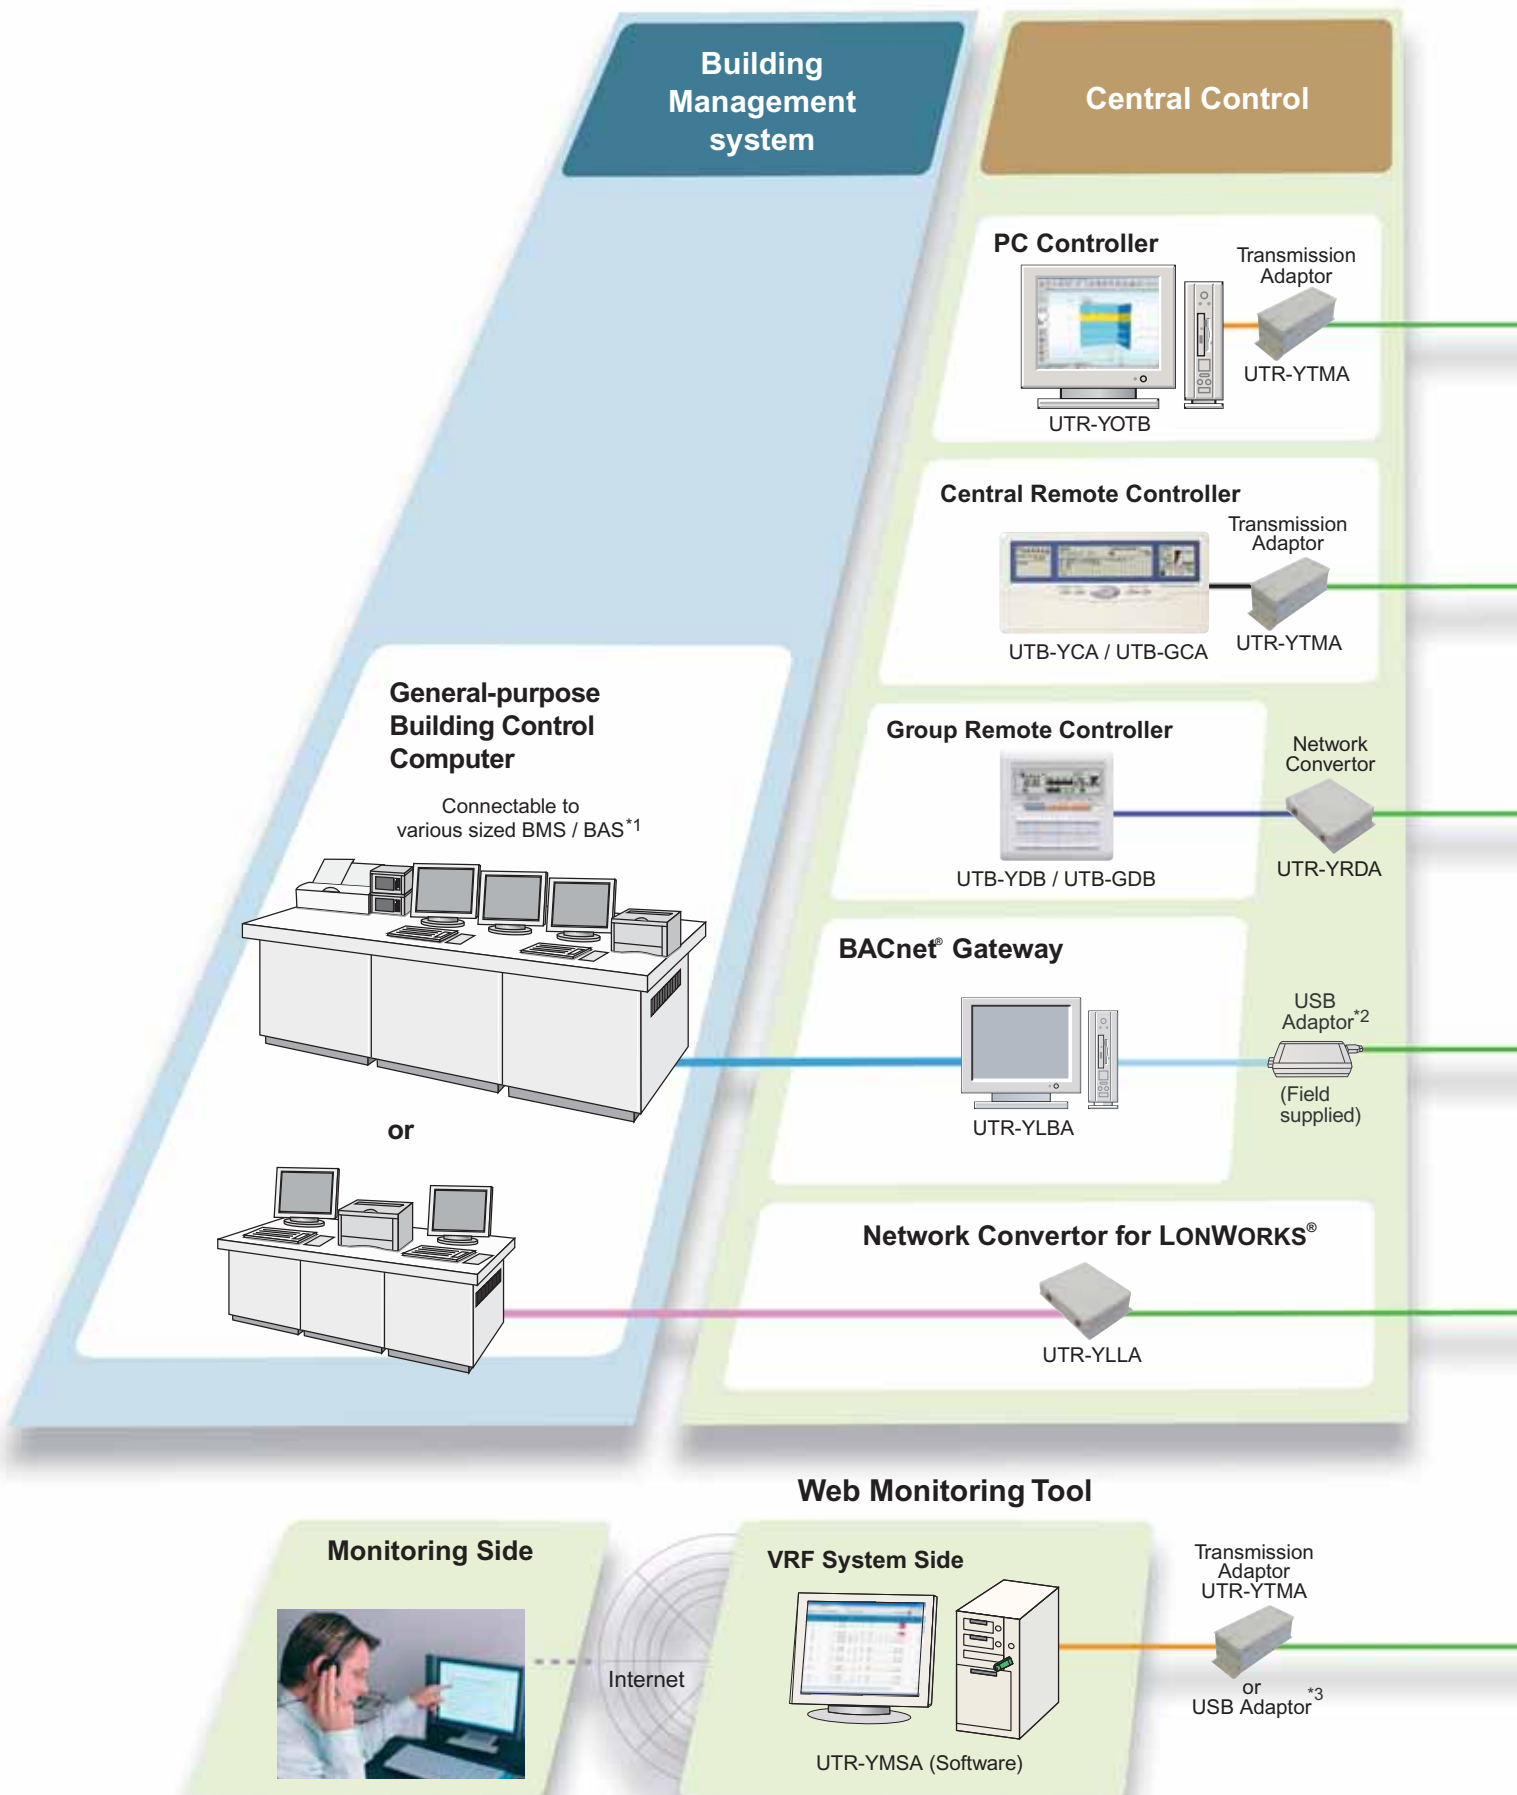 Building
Management
system
Central Control
PC Controller
Transmission
Adaptor
UTR-YTMA
UTR-YOTB
Central Remote Controller
Transmission
Adaptor
UTB-YCA / UTB-GCA
UTR-YTMA
General-purpose
Building Control
Computer
Connectable to
various sized BMS / BAS*1
Group Remote Controller
Network
Convertor
UTB-YDB / UTB-GDB
UTR-YRDA
BACnet® Gateway
USB
Adaptor*2
(Field
supplied)
UTR-YLBA
or
Network Convertor for LONWORKS®
UTR-YLLA
Web Monitoring Tool
Monitoring Side
Internet
VRF System Side
UTR-YMSA (Software)
Transmission
Adaptor
UTR-YTMA
or
USB Adaptor*3